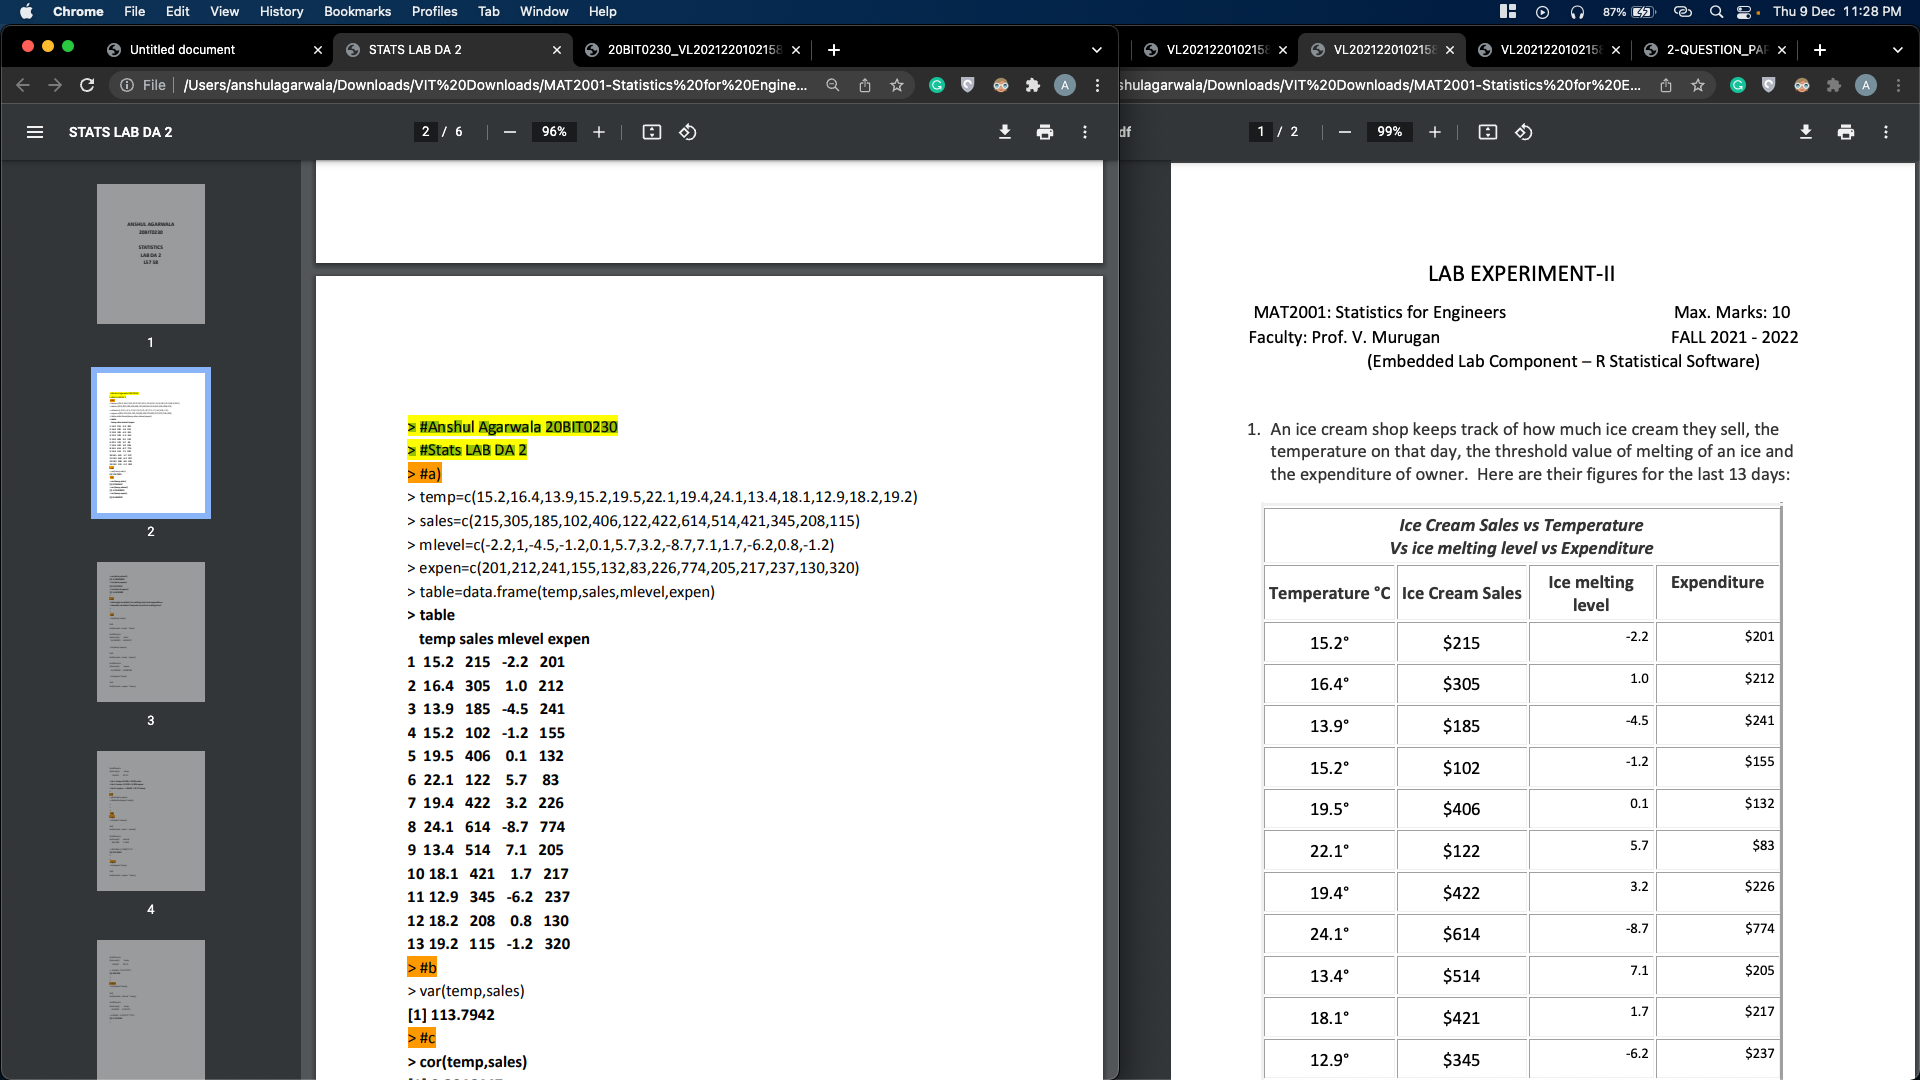 Chrome File Edit View History Bookmarks Profiles Tab Window Help 87% Thu 9 Dec 11:28 PM
Untitled document
STATS LAB DA 2
20BIT0230_VL2021220102158
File /Users/anshulagarwala/Downloads/VIT%20Downloads/MAT2001-Statistics%20for%20Engine... A
STATS LAB DA 2 2 / 6 96%
ANSHUL AGARWALA
20BIT0230
STATISTICS
LAB DA 2
L57 58
1
2
3
4
> #Anshul Agarwala 20BIT0230
> #Stats LAB DA 2
> #a)
> temp=c(15.2,16.4,13.9,15.2,19.5,22.1,19.4,24.1,13.4,18.1,12.9,18.2,19.2)
> sales=c(215,305,185,102,406,122,422,614,514,421,345,208,115)
> mlevel=c(-2.2,1,-4.5,-1.2,0.1,5.7,3.2,-8.7,7.1,1.7,-6.2,0.8,-1.2)
> expen=c(201,212,241,155,132,83,226,774,205,217,237,130,320)
> table=data.frame(temp,sales,mlevel,expen)
> table
temp sales mlevel expen
1 15.2 215 -2.2 201
2 16.4 305 1.0 212
3 13.9 185 -4.5 241
4 15.2 102 -1.2 155
5 19.5 406 0.1 132
6 22.1 122 5.7 83
7 19.4 422 3.2 226
8 24.1 614 -8.7 774
9 13.4 514 7.1 205
10 18.1 421 1.7 217
11 12.9 345 -6.2 237
12 18.2 208 0.8 130
13 19.2 115 -1.2 320
> #b
> var(temp,sales)
[1] 113.7942
> #c
> cor(temp,sales)
VL2021220102158
VL2021220102158
VL2021220102158
2-QUESTION_PAP
shulagarwala/Downloads/VIT%20Downloads/MAT2001-Statistics%20for%20E... A
df 1 / 2 99%
LAB EXPERIMENT-II
MAT2001: Statistics for Engineers Max. Marks: 10
Faculty: Prof. V. Murugan FALL 2021 - 2022
(Embedded Lab Component – R Statistical Software)
1. An ice cream shop keeps track of how much ice cream they sell, the
temperature on that day, the threshold value of melting of an ice and
the expenditure of owner. Here are their figures for the last 13 days:
Ice Cream Sales vs Temperature
Vs ice melting level vs Expenditure
Temperature °C Ice Cream Sales Ice melting level Expenditure
15.2° $215 -2.2 $201
16.4° $305 1.0 $212
13.9° $185 -4.5 $241
15.2° $102 -1.2 $155
19.5° $406 0.1 $132
22.1° $122 5.7 $83
19.4° $422 3.2 $226
24.1° $614 -8.7 $774
13.4° $514 7.1 $205
18.1° $421 1.7 $217
12.9° $345 -6.2 $237